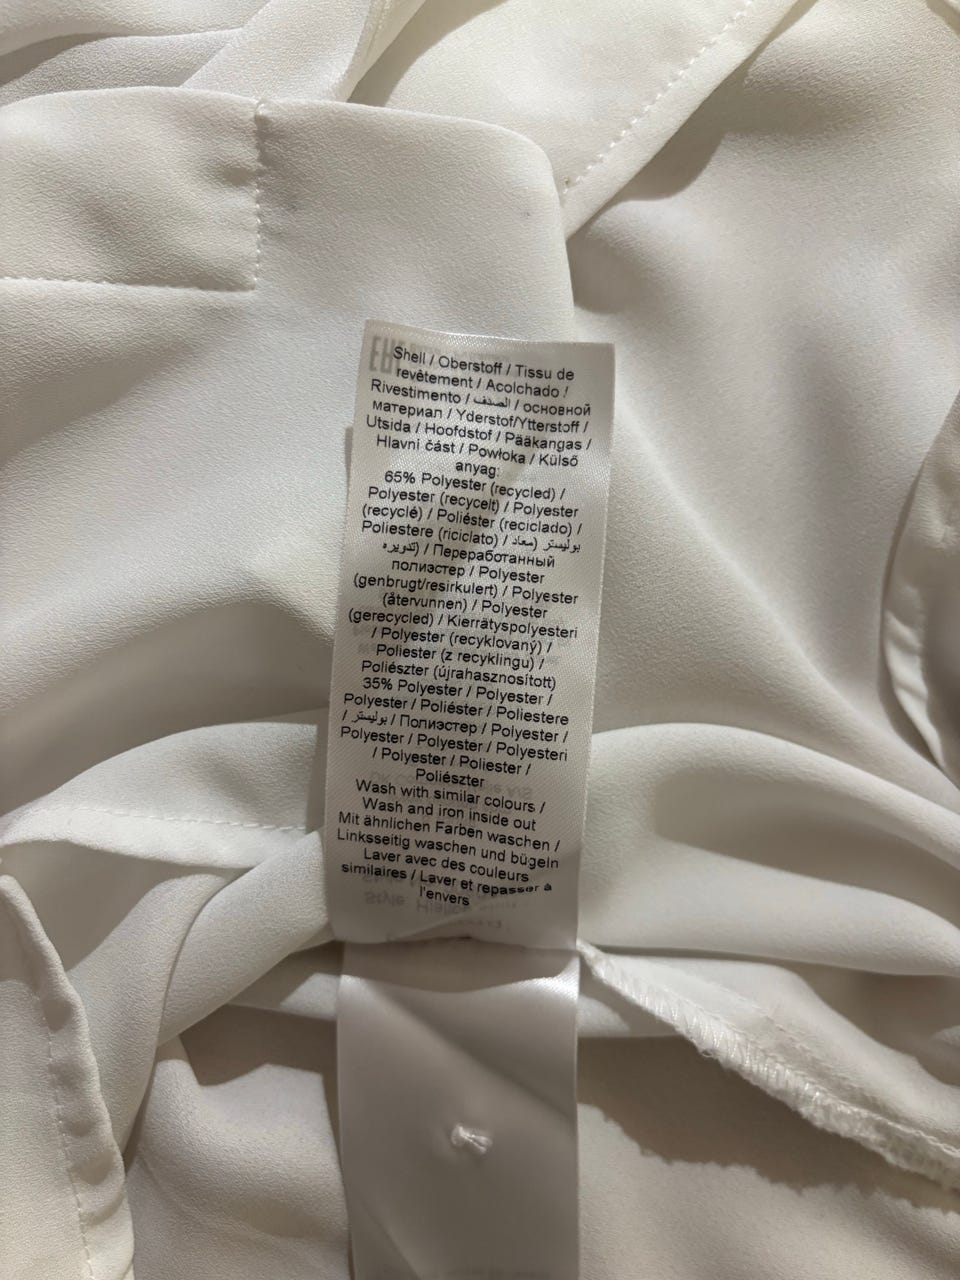 Shell / Oberstoff / Tissu de
revêtement / Acolchado /
Rivestimento / الصدف / основной
материал / Yderstof/Ytterstoff /
Utsida / Hoofdstof / Pääkangas /
Hlavní část / Powłoka / Külső
anyag:
65% Polyester (recycled) /
Polyester (recycelt) / Polyester
(recyclé) / Poliéster (reciclado) /
Poliestere (riciclato) / بوليستر (معاد
تدويره) / Переработанный
полиэстер / Polyester
(genbrugt/resirkulert) / Polyester
(återvunnen) / Polyester
(gerecycled) / Kierrätyspolyesteri
/ Polyester (recyklovaný) /
Poliester (z recyklingu) /
Poliészter (újrahasznosított)
35% Polyester / Polyester /
Polyester / Poliéster / Poliestere
/ بوليستر / Полиэстер / Polyester /
Polyester / Polyester / Polyesteri
/ Polyester / Poliester /
Poliészter
Wash with similar colours /
Wash and iron inside out
Mit ähnlichen Farben waschen /
Linksseitig waschen und bügeln
Laver avec des couleurs
similaires / Laver et repasser à
l'envers